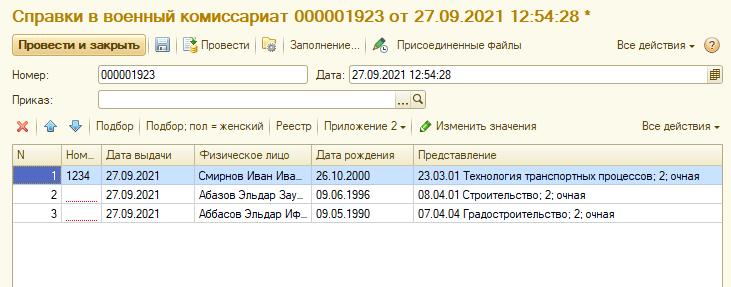 Справки в военный комиссариат 000001923 от 27.09.2021 12:54:28 *
Провести и закрыть Провести Заполнение... Присоединенные файлы Все действия ?
Номер: 000001923 Дата: 27.09.2021 12:54:28
Приказ: ...
Подбор Подбор; пол = женский Реестр Приложение 2 Изменить значения Все действия
N Ном... Дата выдачи Физическое лицо Дата рождения Представление
1 1234 27.09.2021 Смирнов Иван Ива... 26.10.2000 23.03.01 Технология транспортных процессов; 2; очная
2 27.09.2021 Абазов Эльдар Зау... 09.06.1996 08.04.01 Строительство; 2; очная
3 27.09.2021 Аббасов Эльдар Иф... 09.05.1990 07.04.04 Градостроительство; 2; очная